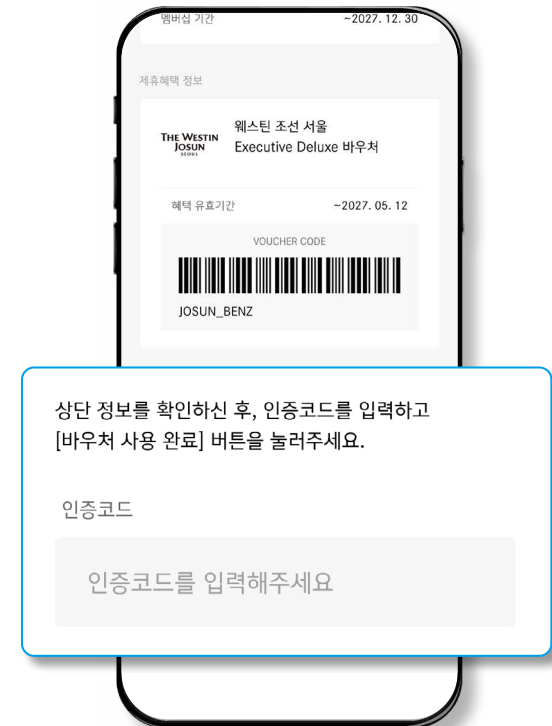 멤버십 기간
~2027. 12. 30
제휴혜택 정보
THE WESTIN
JOSUN
SEOUL
웨스틴 조선 서울
Executive Deluxe 바우처
혜택 유효기간
~2027. 05. 12
VOUCHER CODE
JOSUN_BENZ
상단 정보를 확인하신 후, 인증코드를 입력하고
[바우처 사용 완료] 버튼을 눌러주세요.
인증코드
인증코드를 입력해주세요